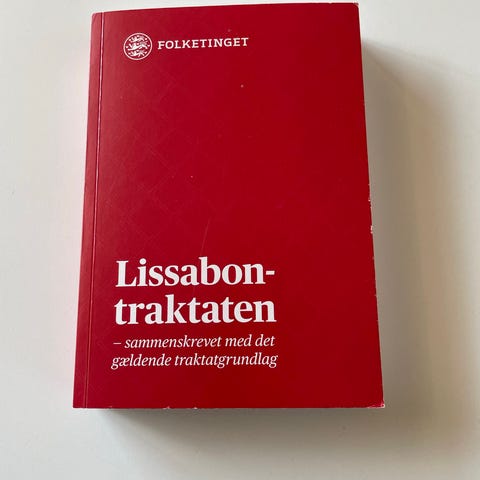 FOLKETINGET
Lissabon-
traktaten
– sammenskrevet med det
gældende traktatgrundlag